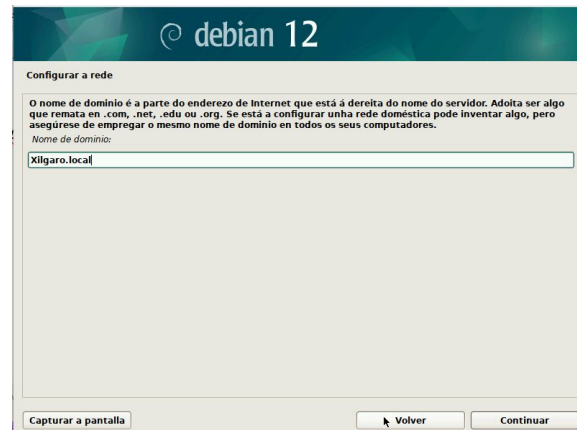 debian 12
Configurar a rede
O nome de dominio é a parte do enderezo de Internet que está á dereita do nome do servidor. Adoita ser algo
que remata en .com, .net, .edu ou .org. Se está a configurar unha rede doméstica pode inventar algo, pero
asegúrese de empregar o mesmo nome de dominio en todos os seus computadores.
Nome de dominio:
Xilgaro.local
Capturar a pantalla
Volver
Continuar